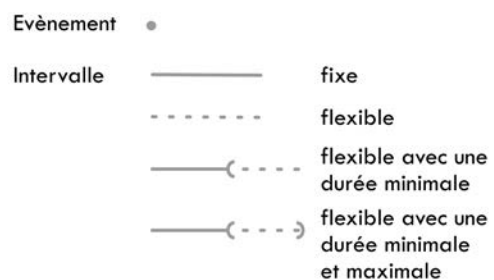 Evènement
Intervalle
fixe
flexible
flexible avec une
durée minimale
flexible avec une
durée minimale
et maximale